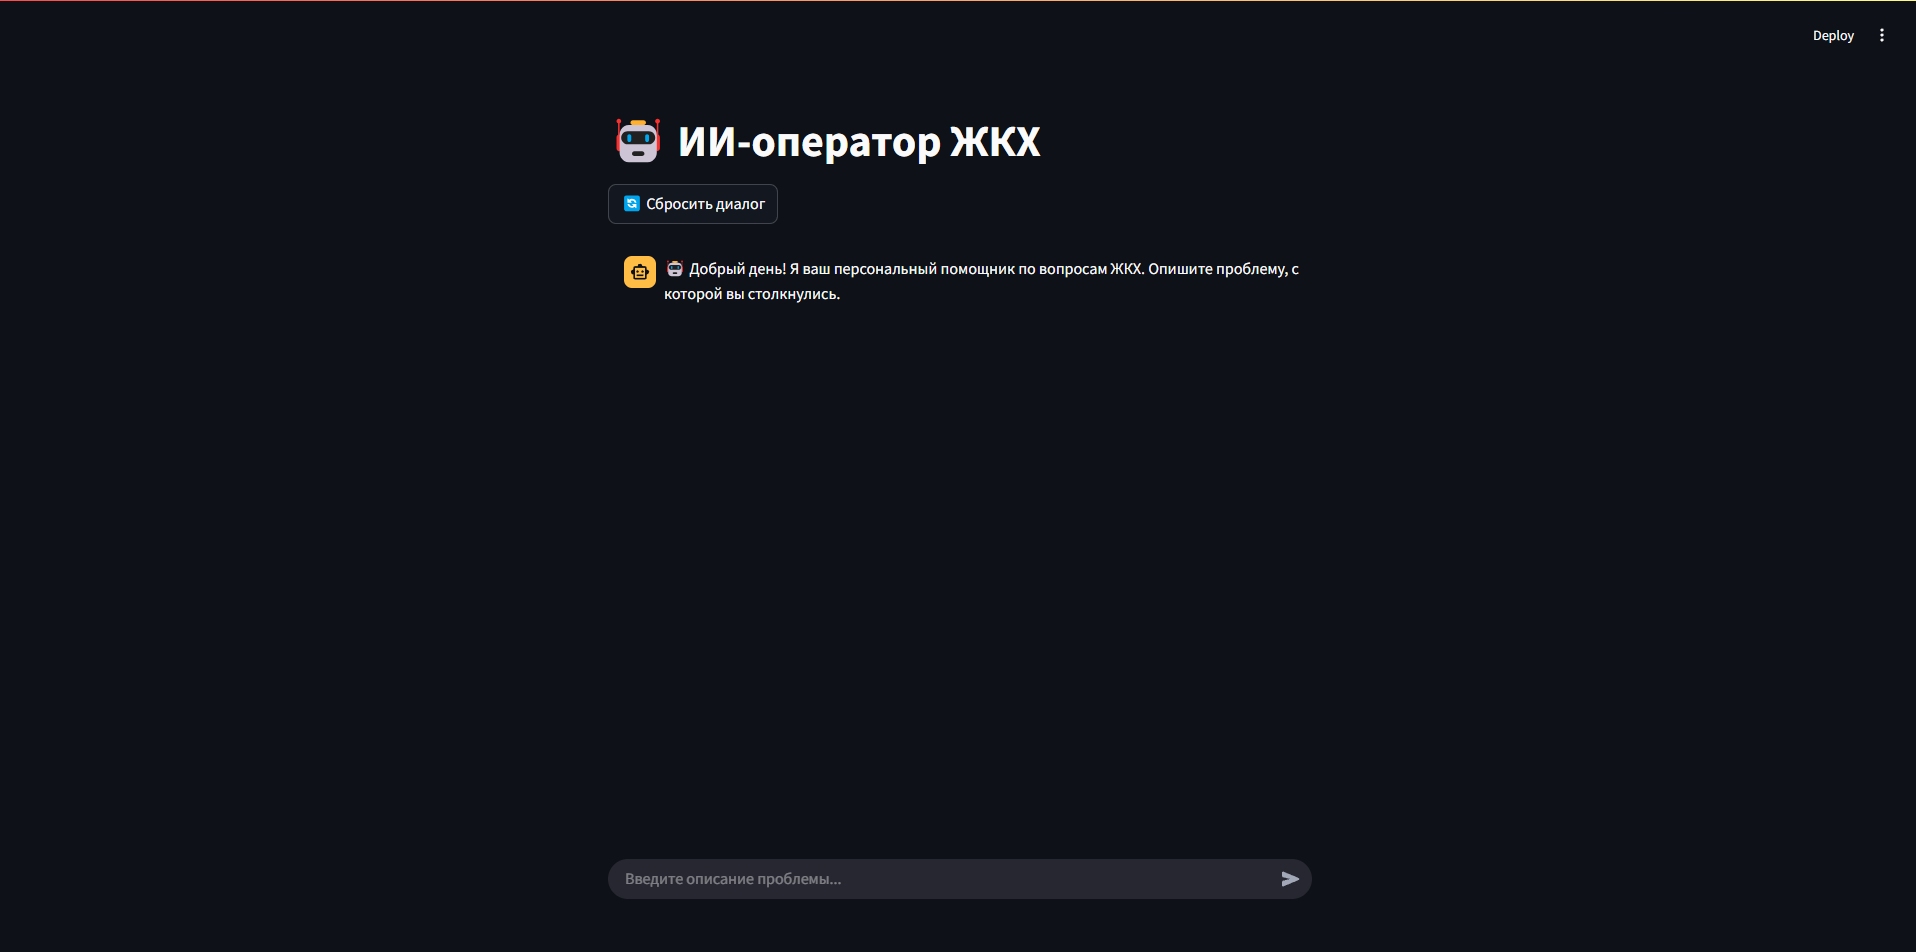 Deploy
ИИ-оператор ЖКХ
Сбросить диалог
Добрый день! Я ваш персональный помощник по вопросам ЖКХ. Опишите проблему, с
которой вы столкнулись.
Введите описание проблемы...